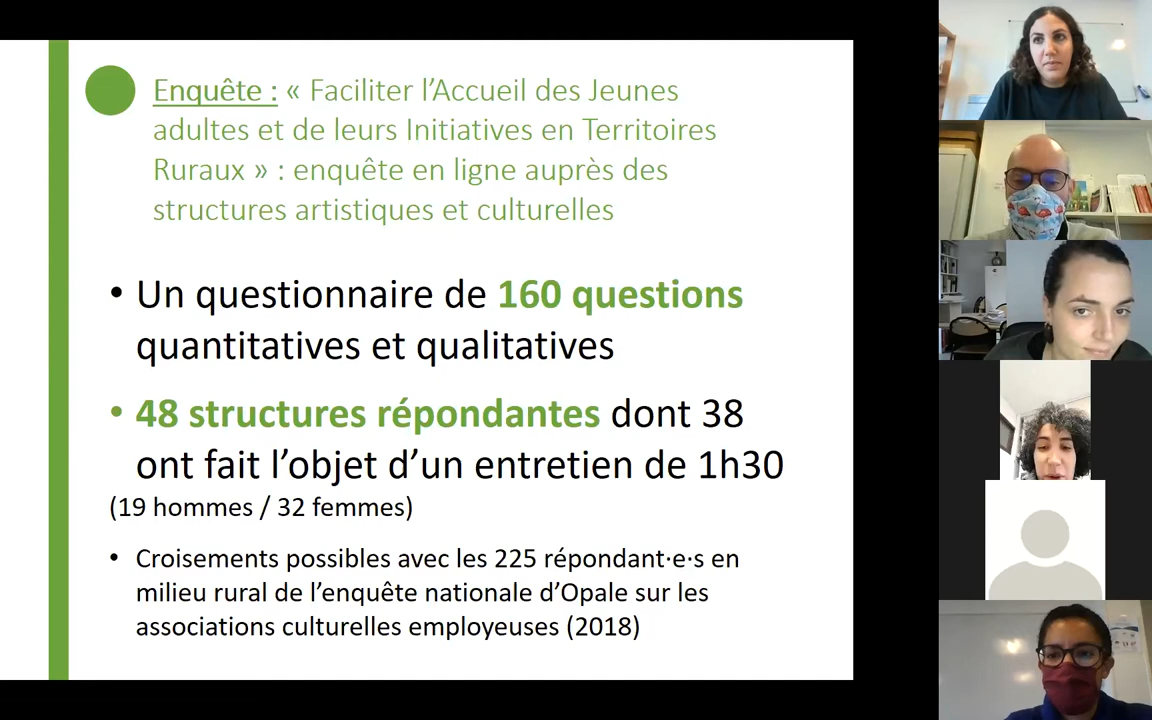 Enquête : « Faciliter l’Accueil des Jeunes
adultes et de leurs Initiatives en Territoires
Ruraux » : enquête en ligne auprès des
structures artistiques et culturelles
• Un questionnaire de 160 questions
quantitatives et qualitatives
• 48 structures répondantes dont 38
ont fait l’objet d’un entretien de 1h30
(19 hommes / 32 femmes)
• Croisements possibles avec les 225 répondant·e·s en
milieu rural de l’enquête nationale d’Opale sur les
associations culturelles employeuses (2018)